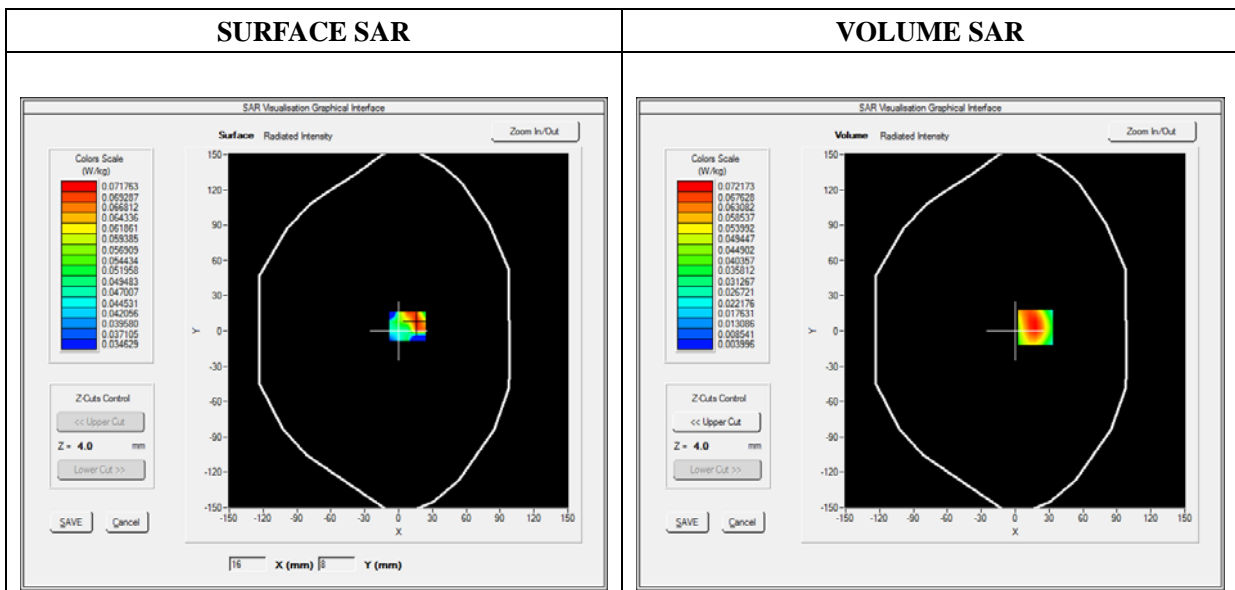 SURFACE SAR
VOLUME SAR
SAR Visualisation Graphical Interface
Surface Radiated Intensity
Zoom In/Out
Colors Scale
(W/kg)
0.071763
0.069287
0.066812
0.064336
0.061861
0.059385
0.056909
0.054434
0.051958
0.049483
0.047007
0.044531
0.042056
0.039580
0.037105
0.034629
Z-Cuts Control
<< Upper Cut
Z = 4.0 mm
Lower Cut >>
SAVE Cancel
150
120
90
60
30
0
-30
-60
-90
-120
-150
Y
-150 -120 -90 -60 -30 0 30 60 90 120 150
X
16 X (mm) 8 Y (mm)
SAR Visualisation Graphical Interface
Volume Radiated Intensity
Zoom In/Out
Colors Scale
(W/kg)
0.072173
0.067628
0.063082
0.058537
0.053992
0.049447
0.044902
0.040357
0.035812
0.031267
0.026721
0.022176
0.017631
0.013086
0.008541
0.003996
Z-Cuts Control
<< Upper Cut
Z = 4.0 mm
Lower Cut >>
SAVE Cancel
150
120
90
60
30
0
-30
-60
-90
-120
-150
Y
-150 -120 -90 -60 -30 0 30 60 90 120 150
X